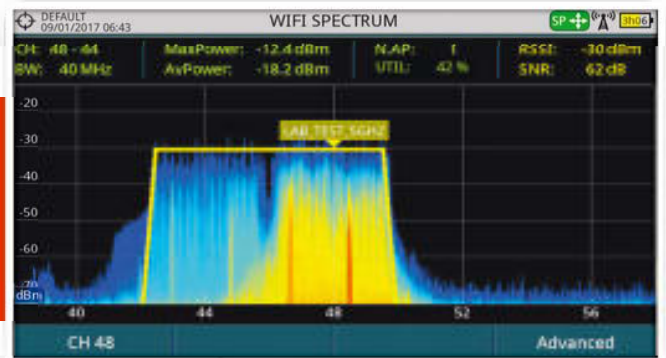 DEFAULT
09/01/2017 06:43
WIFI SPECTRUM
SP
3h06
CH: 48 - 44
MaxPower: -12.4 dBm
N.AP: 1
RSSI: -30 dBm
BW: 40 MHz
AvPower: -18.2 dBm
UTIL: 42 %
SNR: 62 dB
-20
LAB_TEST_5GHZ
-30
-40
-50
-60
-70
dBm
40
44
48
52
56
CH 48
Advanced